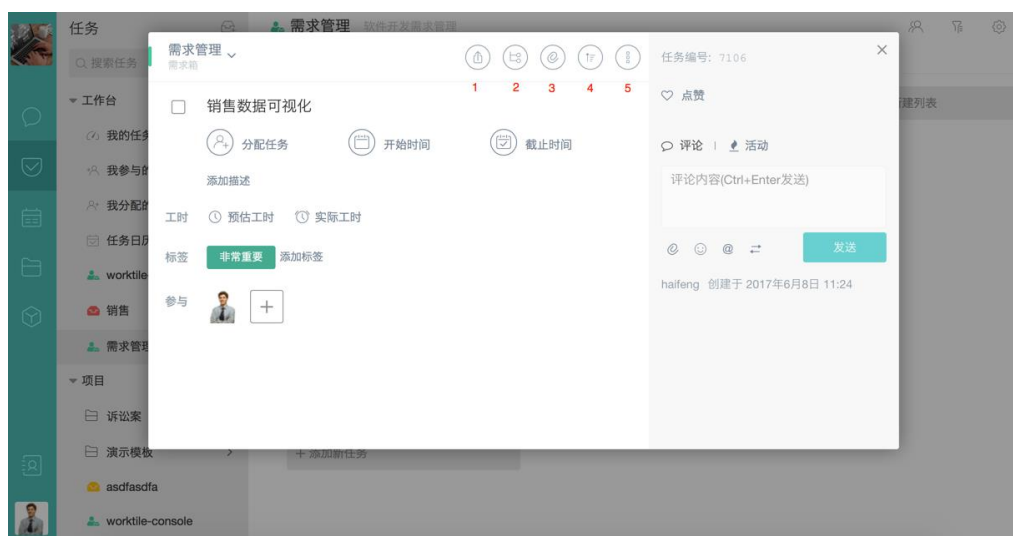 任务
搜索任务
工作台
我的任务
我参与的
我分配的
任务日历
worktile-
销售
需求管理
项目
诉讼案
演示模板
asdfasdfa
worktile-console
需求管理 软件开发需求管理
新建列表
添加新任务
需求管理
需求箱
1 2 3 4 5
销售数据可视化
分配任务 开始时间 截止时间
添加描述
工时 预估工时 实际工时
标签 非常重要 添加标签
参与
任务编号: 7106
点赞
评论 | 活动
评论内容(Ctrl+Enter发送)
@ 发送
haifeng 创建于 2017年6月8日 11:24